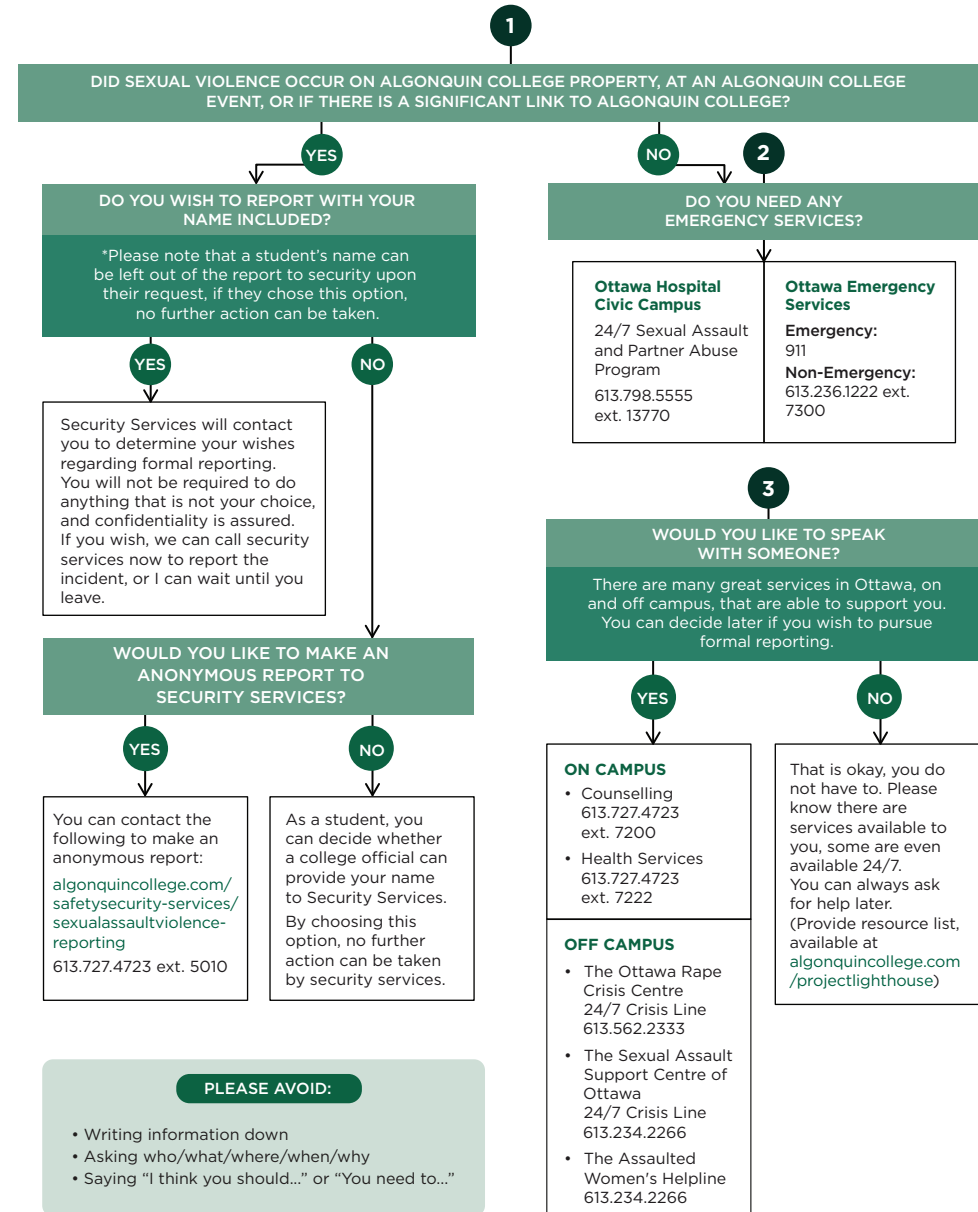 1
DID SEXUAL VIOLENCE OCCUR ON ALGONQUIN COLLEGE PROPERTY, AT AN ALGONQUIN COLLEGE
EVENT, OR IF THERE IS A SIGNIFICANT LINK TO ALGONQUIN COLLEGE?
YES
DO YOU WISH TO REPORT WITH YOUR
NAME INCLUDED?
*Please note that a student's name can
be left out of the report to security upon
their request, if they chose this option,
no further action can be taken.
YES
NO
Security Services will contact
you to determine your wishes
regarding formal reporting.
You will not be required to do
anything that is not your choice,
and confidentiality is assured.
If you wish, we can call security
services now to report the
incident, or I can wait until you
leave.
WOULD YOU LIKE TO MAKE AN
ANONYMOUS REPORT TO
SECURITY SERVICES?
YES
NO
You can contact the
following to make an
anonymous report:
algonquincollege.com/
safetysecurity-services/
sexualassaultviolence-
reporting
613.727.4723 ext. 5010
As a student, you
can decide whether
a college official can
provide your name
to Security Services.
By choosing this
option, no further
action can be taken
by security services.
PLEASE AVOID:
• Writing information down
• Asking who/what/where/when/why
• Saying “I think you should...” or “You need to...”
NO
2
DO YOU NEED ANY
EMERGENCY SERVICES?
Ottawa Hospital
Civic Campus
24/7 Sexual Assault
and Partner Abuse
Program
613.798.5555
ext. 13770
Ottawa Emergency
Services
Emergency:
911
Non-Emergency:
613.236.1222 ext.
7300
3
WOULD YOU LIKE TO SPEAK
WITH SOMEONE?
There are many great services in Ottawa, on
and off campus, that are able to support you.
You can decide later if you wish to pursue
formal reporting.
YES
NO
ON CAMPUS
• Counselling
613.727.4723
ext. 7200
• Health Services
613.727.4723
ext. 7222
OFF CAMPUS
• The Ottawa Rape
Crisis Centre
24/7 Crisis Line
613.562.2333
• The Sexual Assault
Support Centre of
Ottawa
24/7 Crisis Line
613.234.2266
• The Assaulted
Women's Helpline
613.234.2266
That is okay, you do
not have to. Please
know there are
services available to
you, some are even
available 24/7.
You can always ask
for help later.
(Provide resource list,
available at
algonquincollege.com
/projectlighthouse)